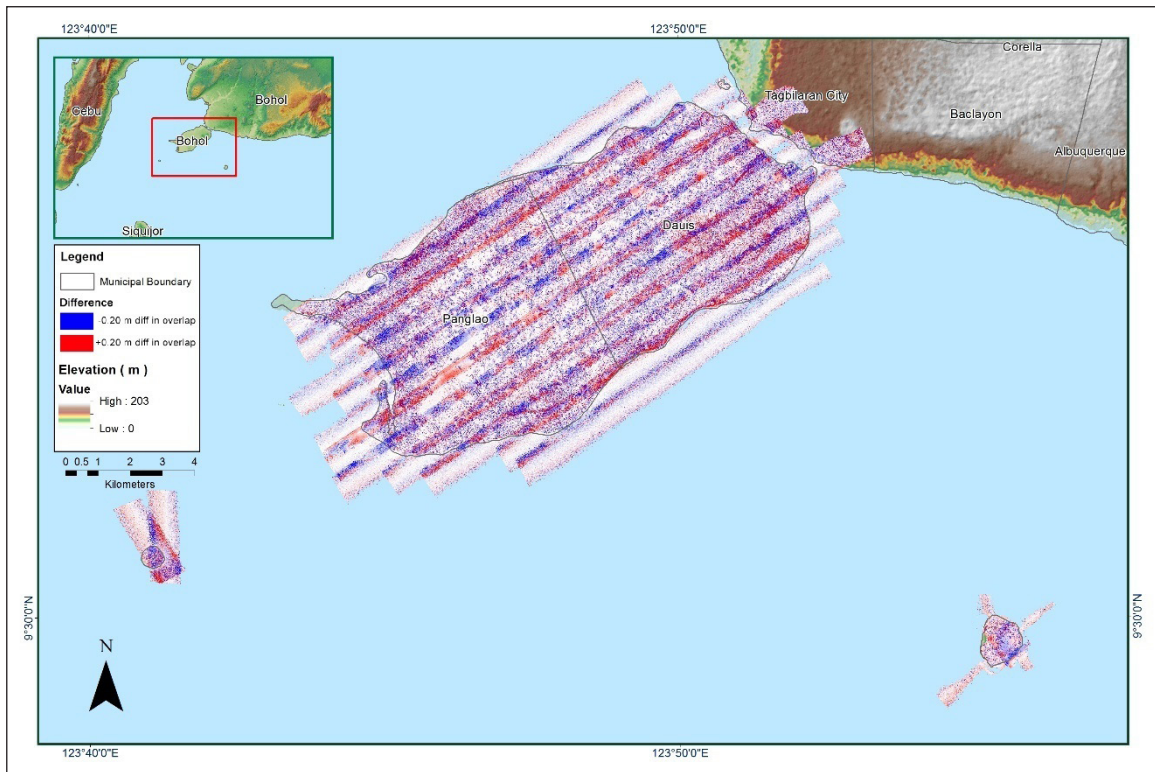 123°40'0"E
123°50'0"E
Corella
Cebu
Bohol
Bohol
Siquijor
Tagbilaran City
Baclayon
Albuquerque
Dauis
Panglao
Legend
Municipal Boundary
Difference
-0.20 m diff in overlap
+0.20 m diff in overlap
Elevation ( m )
Value
High : 203
Low : 0
0 0.5 1 2 3 4
Kilometers
9°30'0"N
9°30'0"N
N
123°40'0"E
123°50'0"E